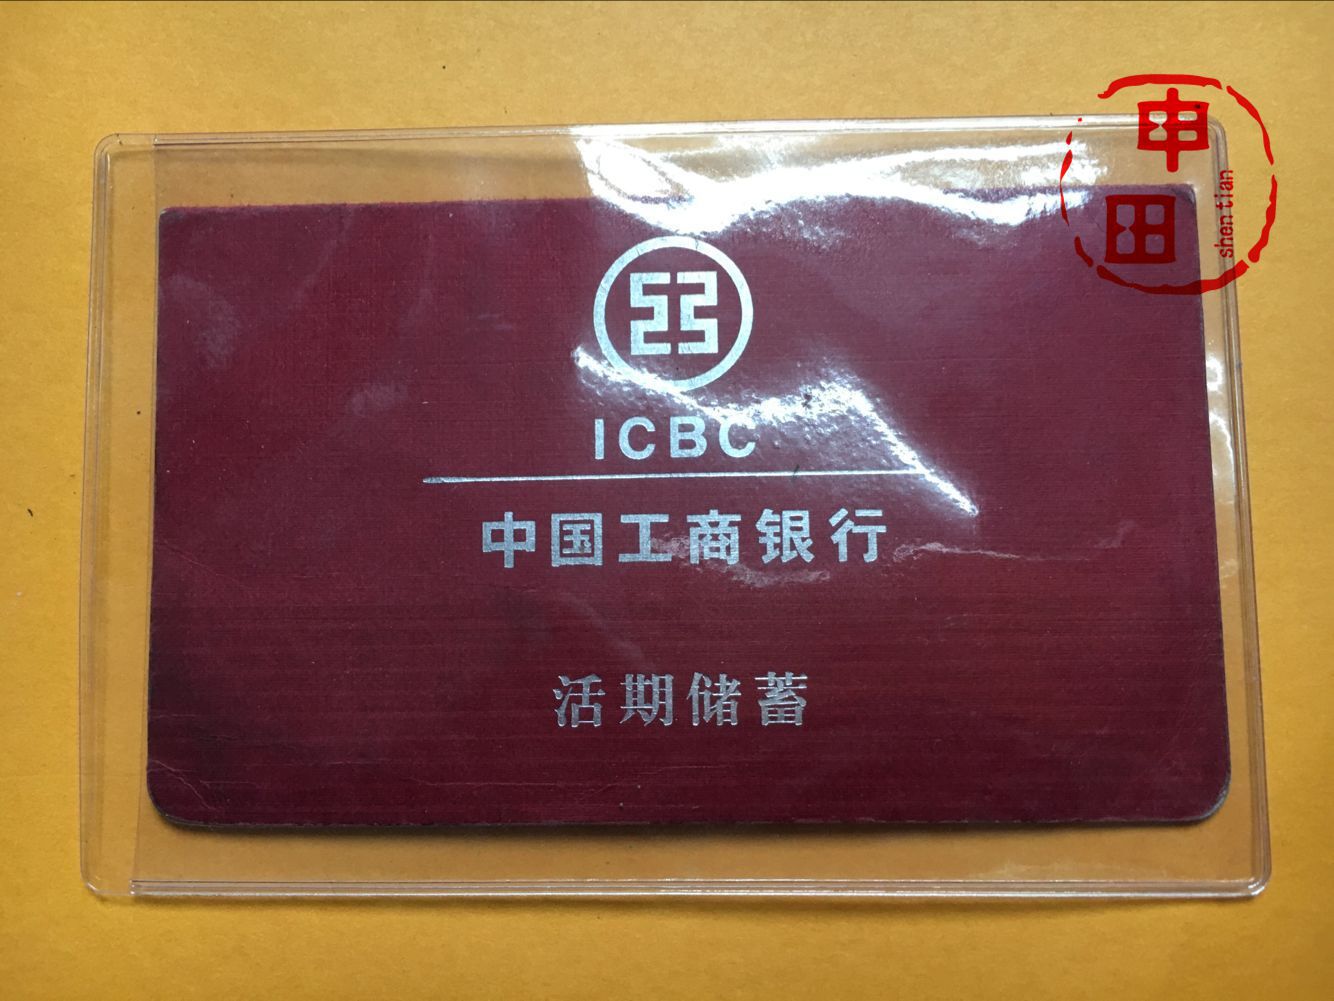 申
田
shen tian
ICBC
中国工商银行
活期储蓄